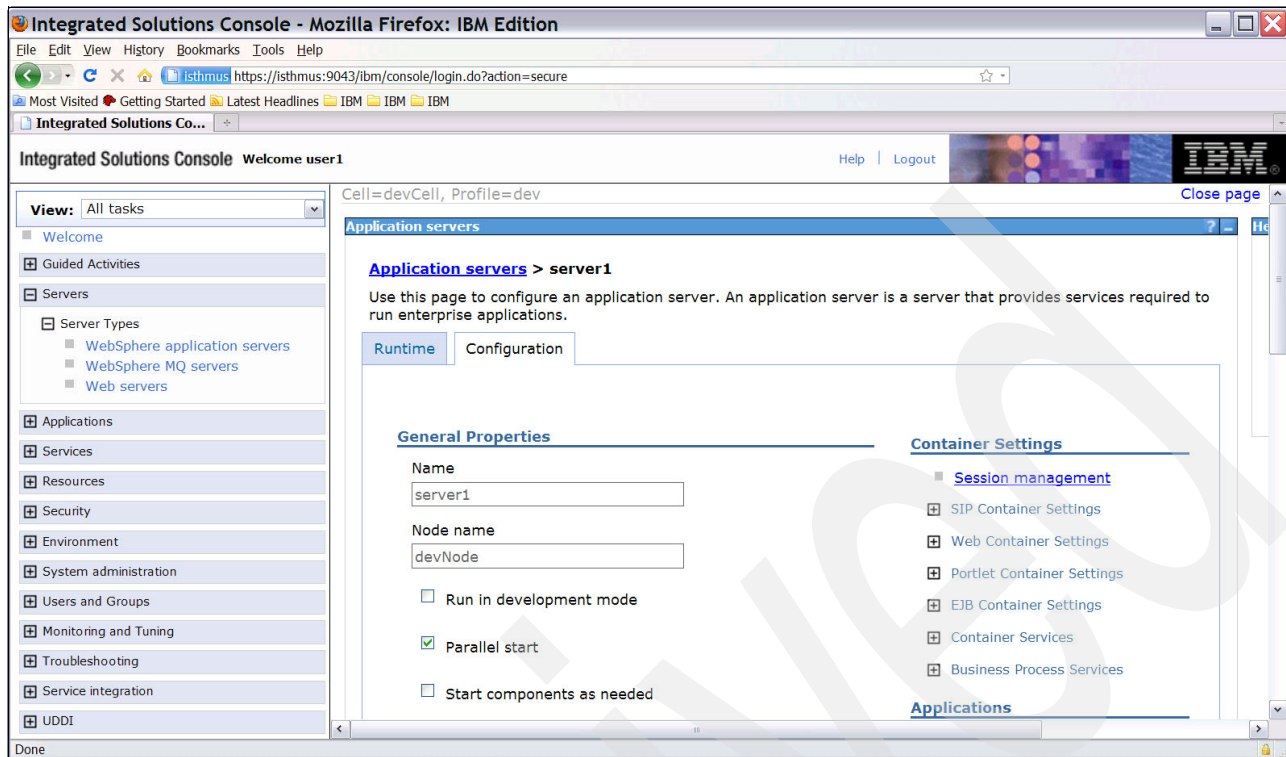 Integrated Solutions Console - Mozilla Firefox: IBM Edition
File Edit View History Bookmarks Tools Help
isthmus https://isthmus:9043/ibm/console/login.do?action=secure
Most Visited Getting Started Latest Headlines IBM IBM IBM
Integrated Solutions Co...
Integrated Solutions Console Welcome user1
Help | Logout
IBM®
View: All tasks
Welcome
Guided Activities
Servers
Server Types
WebSphere application servers
WebSphere MQ servers
Web servers
Applications
Services
Resources
Security
Environment
System administration
Users and Groups
Monitoring and Tuning
Troubleshooting
Service integration
UDDI
Cell=devCell, Profile=dev
Close page
Application servers
He
Application servers > server1
Use this page to configure an application server. An application server is a server that provides services required to
run enterprise applications.
Runtime
Configuration
General Properties
Name
server1
Node name
devNode
Run in development mode
Parallel start
Start components as needed
Container Settings
Session management
SIP Container Settings
Web Container Settings
Portlet Container Settings
EJB Container Settings
Container Services
Business Process Services
Applications
Done